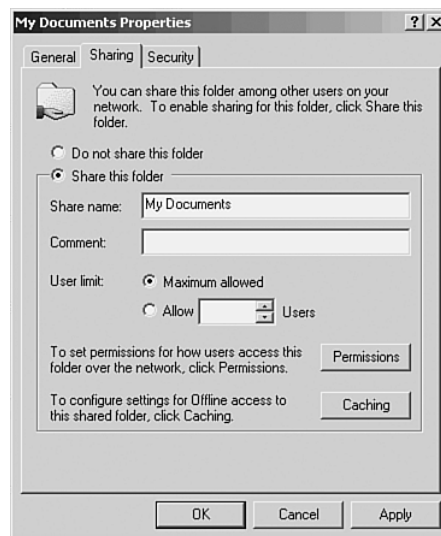 My Documents Properties
General Sharing Security
You can share this folder among other users on your
network. To enable sharing for this folder, click Share this
folder.
Do not share this folder
Share this folder
Share name: My Documents
Comment:
User limit: Maximum allowed
Allow Users
To set permissions for how users access this
folder over the network, click Permissions.
Permissions
To configure settings for Offline access to
this shared folder, click Caching.
Caching
OK Cancel Apply